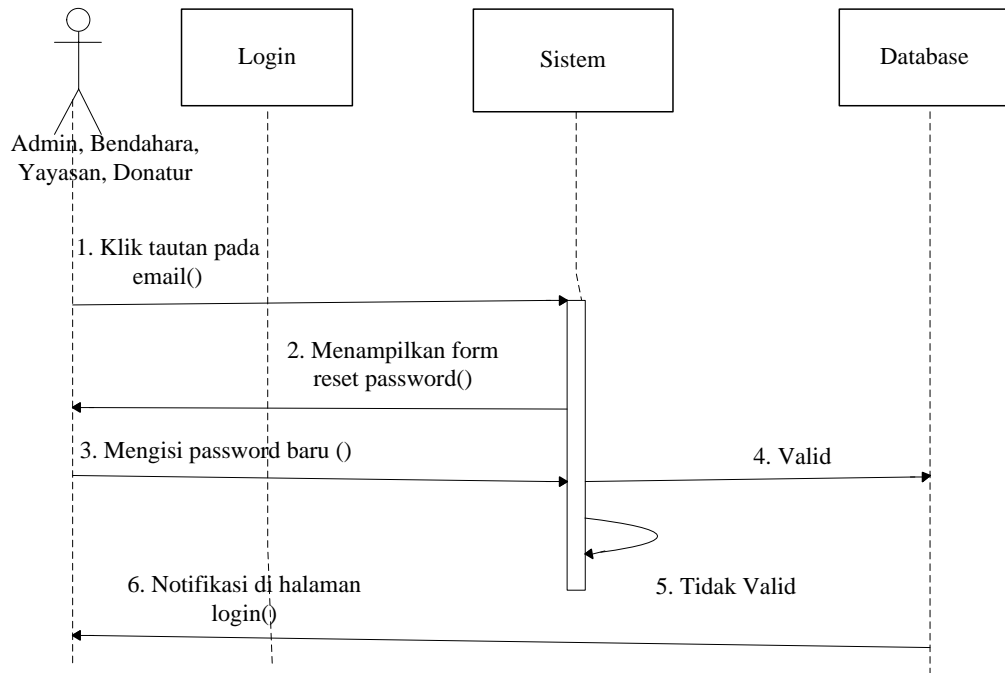 Login
Sistem
Database
Admin, Bendahara,
Yayasan, Donatur
1. Klik tautan pada
email()
2. Menampilkan form
reset password()
3. Mengisi password baru ()
4. Valid
5. Tidak Valid
6. Notifikasi di halaman
login()